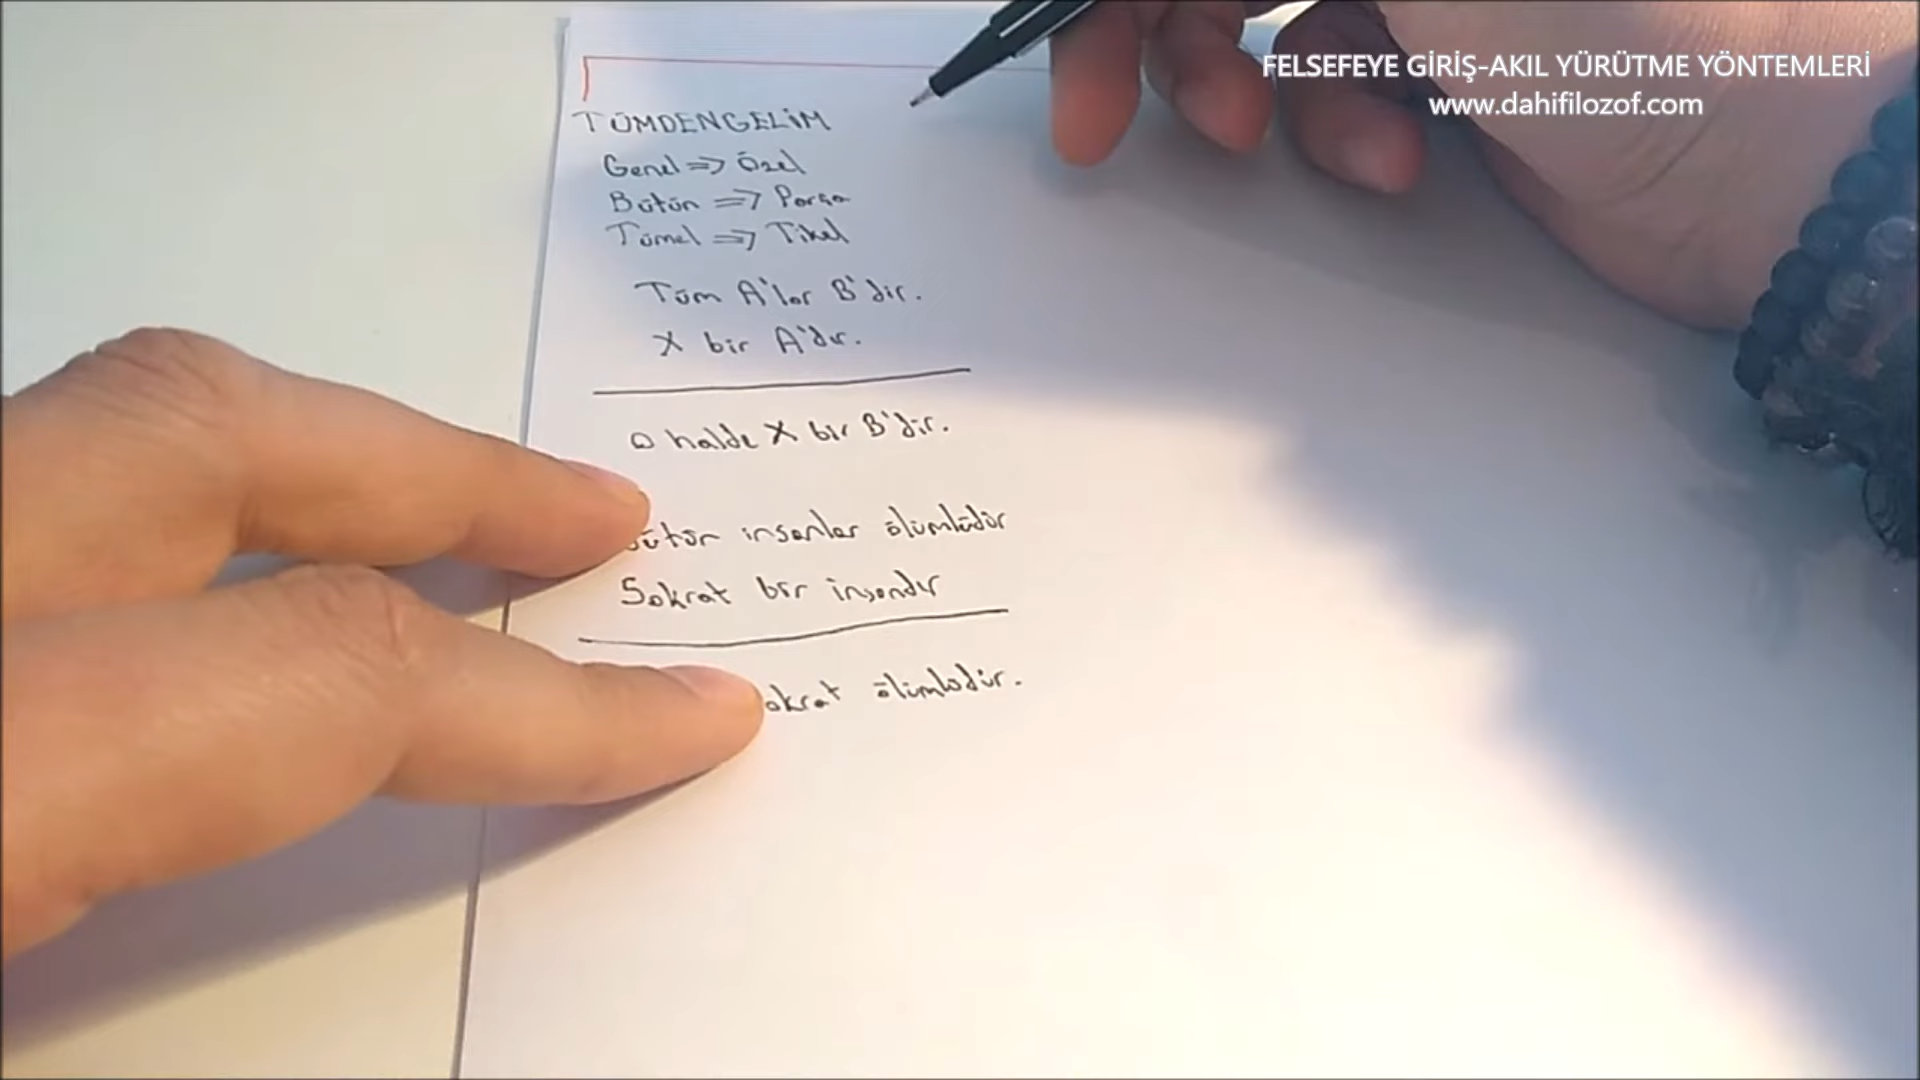 FELSEFEYE GİRİŞ-AKIL YÜRÜTME YÖNTEMLERİ
www.dahifilozof.com
TÜMDENGELİM
Genel => Özel
Bütün => Parça
Tümel => Tikel
Tüm A'lar B'dir.
X bir A'dır.
O halde X bir B'dir.
insanlar ölümlüdür
Sokrat bir insandır
ölümlüdür.